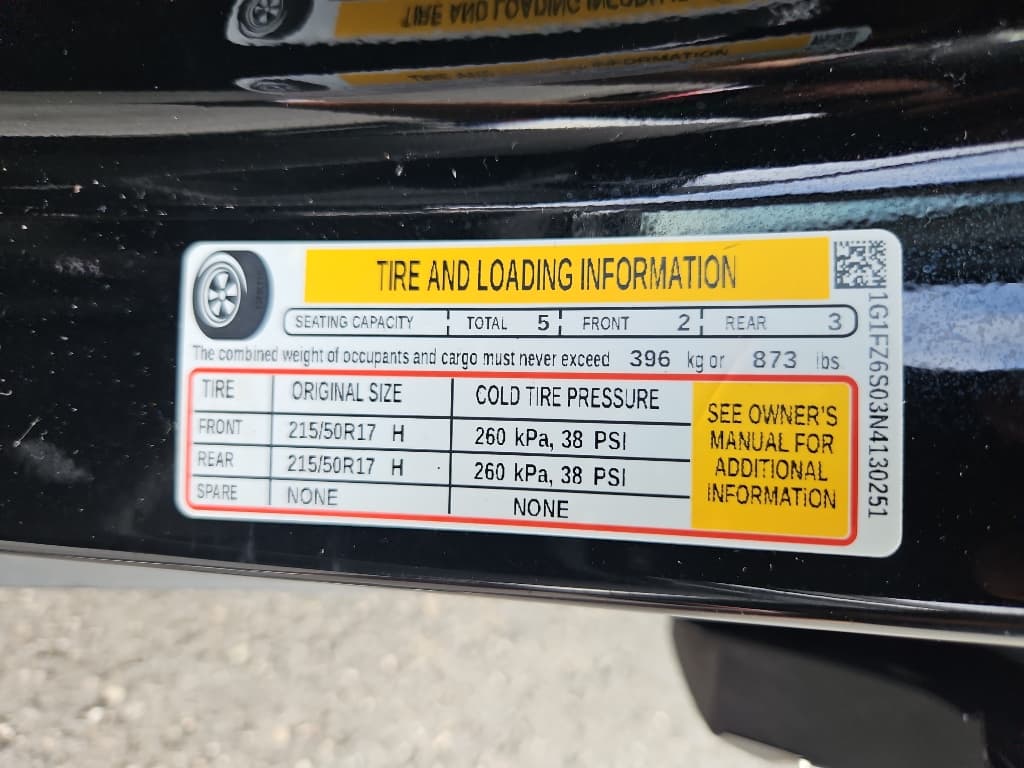 TIRE AND LOADING INFORMATION
SEATING CAPACITY TOTAL 5 FRONT 2 REAR 3
The combined weight of occupants and cargo must never exceed 396 kg or 873 lbs.
TIRE ORIGINAL SIZE COLD TIRE PRESSURE
FRONT 215/50R17 H 260 kPa, 38 PSI
REAR 215/50R17 H 260 kPa, 38 PSI
SPARE NONE NONE
SEE OWNER'S
MANUAL FOR
ADDITIONAL
INFORMATION
1G1FZ6S03N4130251